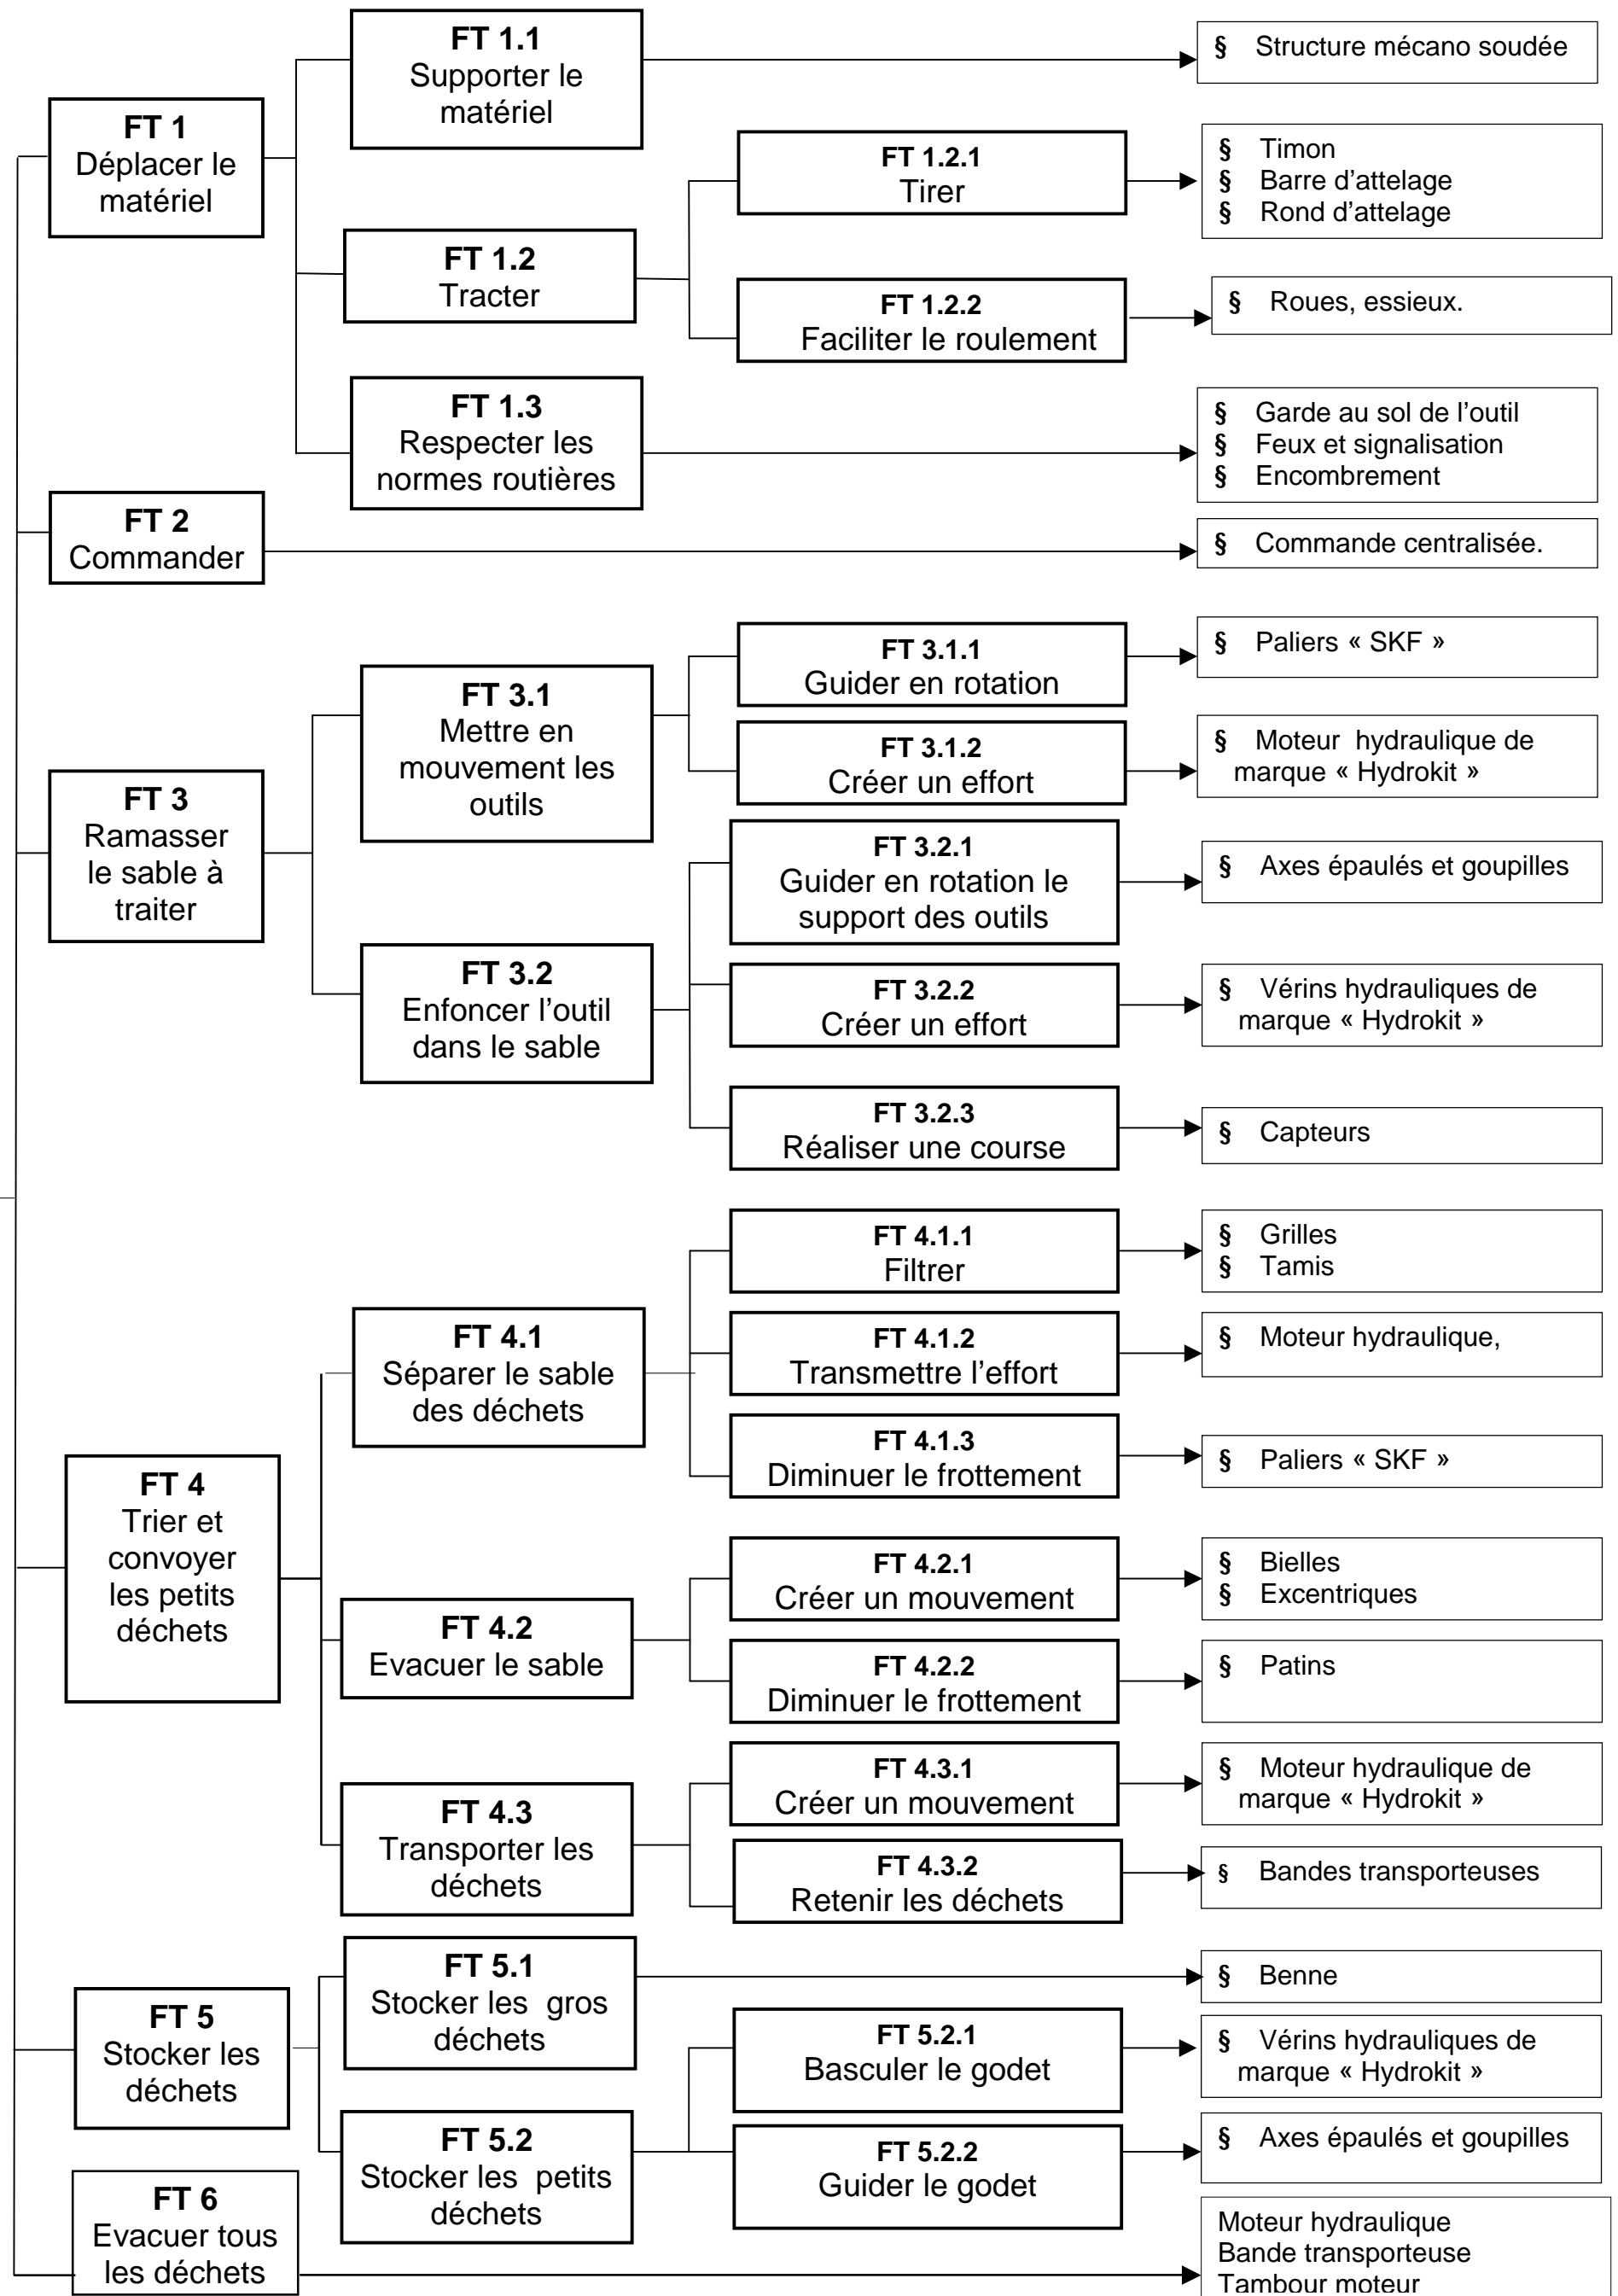 FT 1
Déplacer le
matériel
FT 1.1
Supporter le
matériel
§ Structure mécano soudée
FT 1.2
Tracter
FT 1.2.1
Tirer
§ Timon
§ Barre d'attelage
§ Rond d'attelage
FT 1.2.2
Faciliter le roulement
§ Roues, essieux.
FT 1.3
Respecter les
normes routières
§ Garde au sol de l'outil
§ Feux et signalisation
§ Encombrement
FT 2
Commander
§ Commande centralisée.
FT 3
Ramasser
le sable à
traiter
FT 3.1
Mettre en
mouvement les
outils
FT 3.1.1
Guider en rotation
§ Paliers « SKF »
FT 3.1.2
Créer un effort
§ Moteur hydraulique de
marque « Hydrokit »
FT 3.2
Enfoncer l'outil
dans le sable
FT 3.2.1
Guider en rotation le
support des outils
§ Axes épaulés et goupilles
FT 3.2.2
Créer un effort
§ Vérins hydrauliques de
marque « Hydrokit »
FT 3.2.3
Réaliser une course
§ Capteurs
FT 4
Trier et
convoyer
les petits
déchets
FT 4.1
Séparer le sable
des déchets
FT 4.1.1
Filtrer
§ Grilles
§ Tamis
FT 4.1.2
Transmettre l'effort
§ Moteur hydraulique,
FT 4.1.3
Diminuer le frottement
§ Paliers « SKF »
FT 4.2
Evacuer le sable
FT 4.2.1
Créer un mouvement
§ Bielles
§ Excentriques
FT 4.2.2
Diminuer le frottement
§ Patins
FT 4.3
Transporter les
déchets
FT 4.3.1
Créer un mouvement
§ Moteur hydraulique de
marque « Hydrokit »
FT 4.3.2
Retenir les déchets
§ Bandes transporteuses
FT 5
Stocker les
déchets
FT 5.1
Stocker les gros
déchets
§ Benne
FT 5.2
Stocker les petits
déchets
FT 5.2.1
Basculer le godet
§ Vérins hydrauliques de
marque « Hydrokit »
FT 5.2.2
Guider le godet
§ Axes épaulés et goupilles
FT 6
Evacuer tous
les déchets
Moteur hydraulique
Bande transporteuse
Tambour moteur